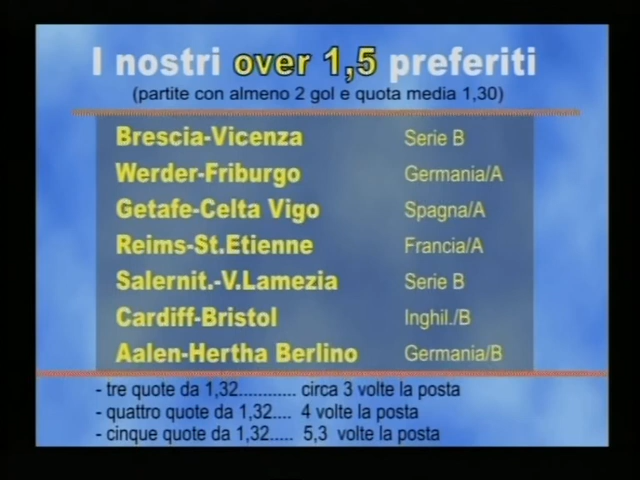 I nostri over 1,5 preferiti
(partite con almeno 2 gol e quota media 1,30)
Brescia-Vicenza Serie B
Werder-Friburgo Germania/A
Getafe-Celta Vigo Spagna/A
Reims-St.Etienne Francia/A
Salernit.-V.Lamezia Serie B
Cardiff-Bristol Inghil./B
Aalen-Hertha Berlino Germania/B
- tre quote da 1,32............ circa 3 volte la posta
- quattro quote da 1,32.... 4 volte la posta
- cinque quote da 1,32..... 5,3 volte la posta